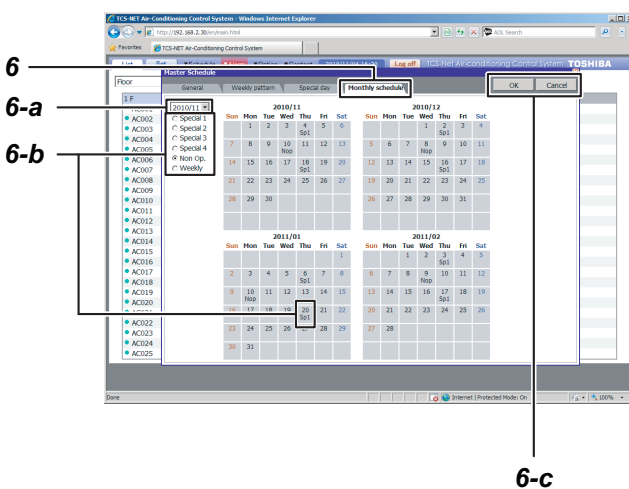 TCS-NET Air-Conditioning Control System - Windows Internet Explorer
http://192.168.2.30/en/main.html
AOL Search
Favorites TCS-NET Air-Conditioning Control System
Log off TCS-Net Air-Conditioning Control System TOSHIBA
6
Master Schedule
Floor
General Weekly pattern Special day Monthly schedule OK Cancel
1 F
6-a
2010/11
Special 1
Special 2
Special 3
Special 4
Non Op.
Weekly
6-b
AC002
AC003
AC004
AC005
AC006
AC007
AC008
AC009
AC010
AC011
AC012
AC013
AC014
AC015
AC016
AC017
AC018
AC019
AC020
AC022
AC023
AC024
AC025
2010/11
Sun Mon Tue Wed Thu Fri Sat
1 2 3 4 5 6
Sp1
7 8 9 10 11 12 13
Nop
14 15 16 17 18 19 20
Sp1
21 22 23 24 25 26 27
28 29 30
2010/12
Sun Mon Tue Wed Thu Fri Sat
1 2 3 4
Sp1
5 6 7 8 9 10 11
Nop
12 13 14 15 16 17 18
Sp1
19 20 21 22 23 24 25
26 27 28 29 30 31
2011/01
Sun Mon Tue Wed Thu Fri Sat
1
2 3 4 5 6 7 8
Sp1
9 10 11 12 13 14 15
Nop
16 17 18 19 20 21 22
Sp1
23 24 25 26 27 28 29
30 31
2011/02
Sun Mon Tue Wed Thu Fri Sat
1 2 3 4 5
Sp1
6 7 8 9 10 11 12
Nop
13 14 15 16 17 18 19
Sp1
20 21 22 23 24 25 26
27 28
Done Internet | Protected Mode: On 100%
6-c